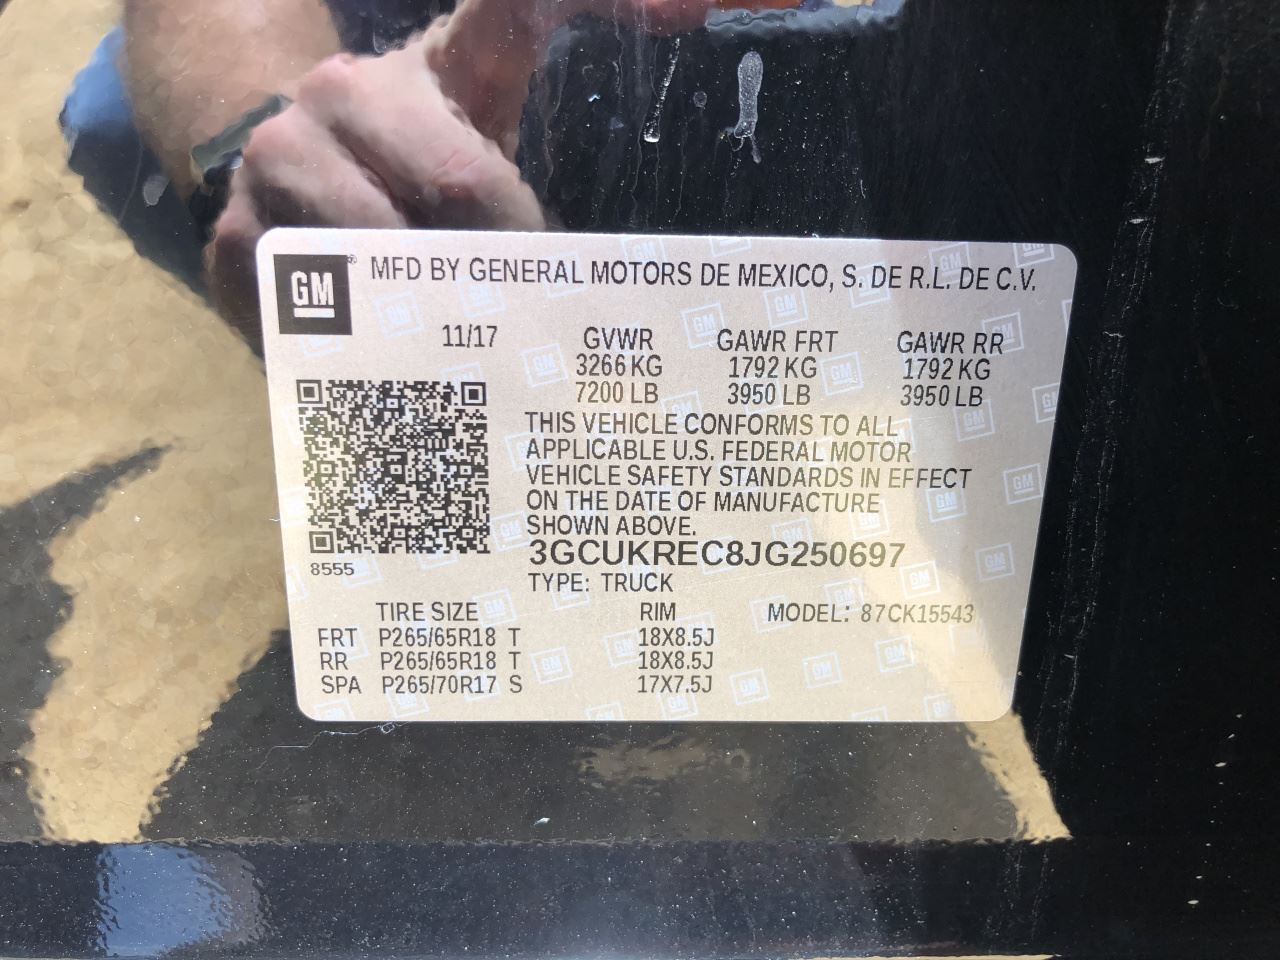 GM® MFD BY GENERAL MOTORS DE MEXICO, S. DE R.L. DE C.V.
11/17 GVWR GAWR FRT GAWR RR
3266 KG 1792 KG 1792 KG
7200 LB 3950 LB 3950 LB
THIS VEHICLE CONFORMS TO ALL
APPLICABLE U.S. FEDERAL MOTOR
VEHICLE SAFETY STANDARDS IN EFFECT
ON THE DATE OF MANUFACTURE
SHOWN ABOVE.
8555
3GCUKREC8JG250697
TYPE: TRUCK
TIRE SIZE RIM MODEL: 87CK15543
FRT P265/65R18 T 18X8.5J
RR P265/65R18 T 18X8.5J
SPA P265/70R17 S 17X7.5J